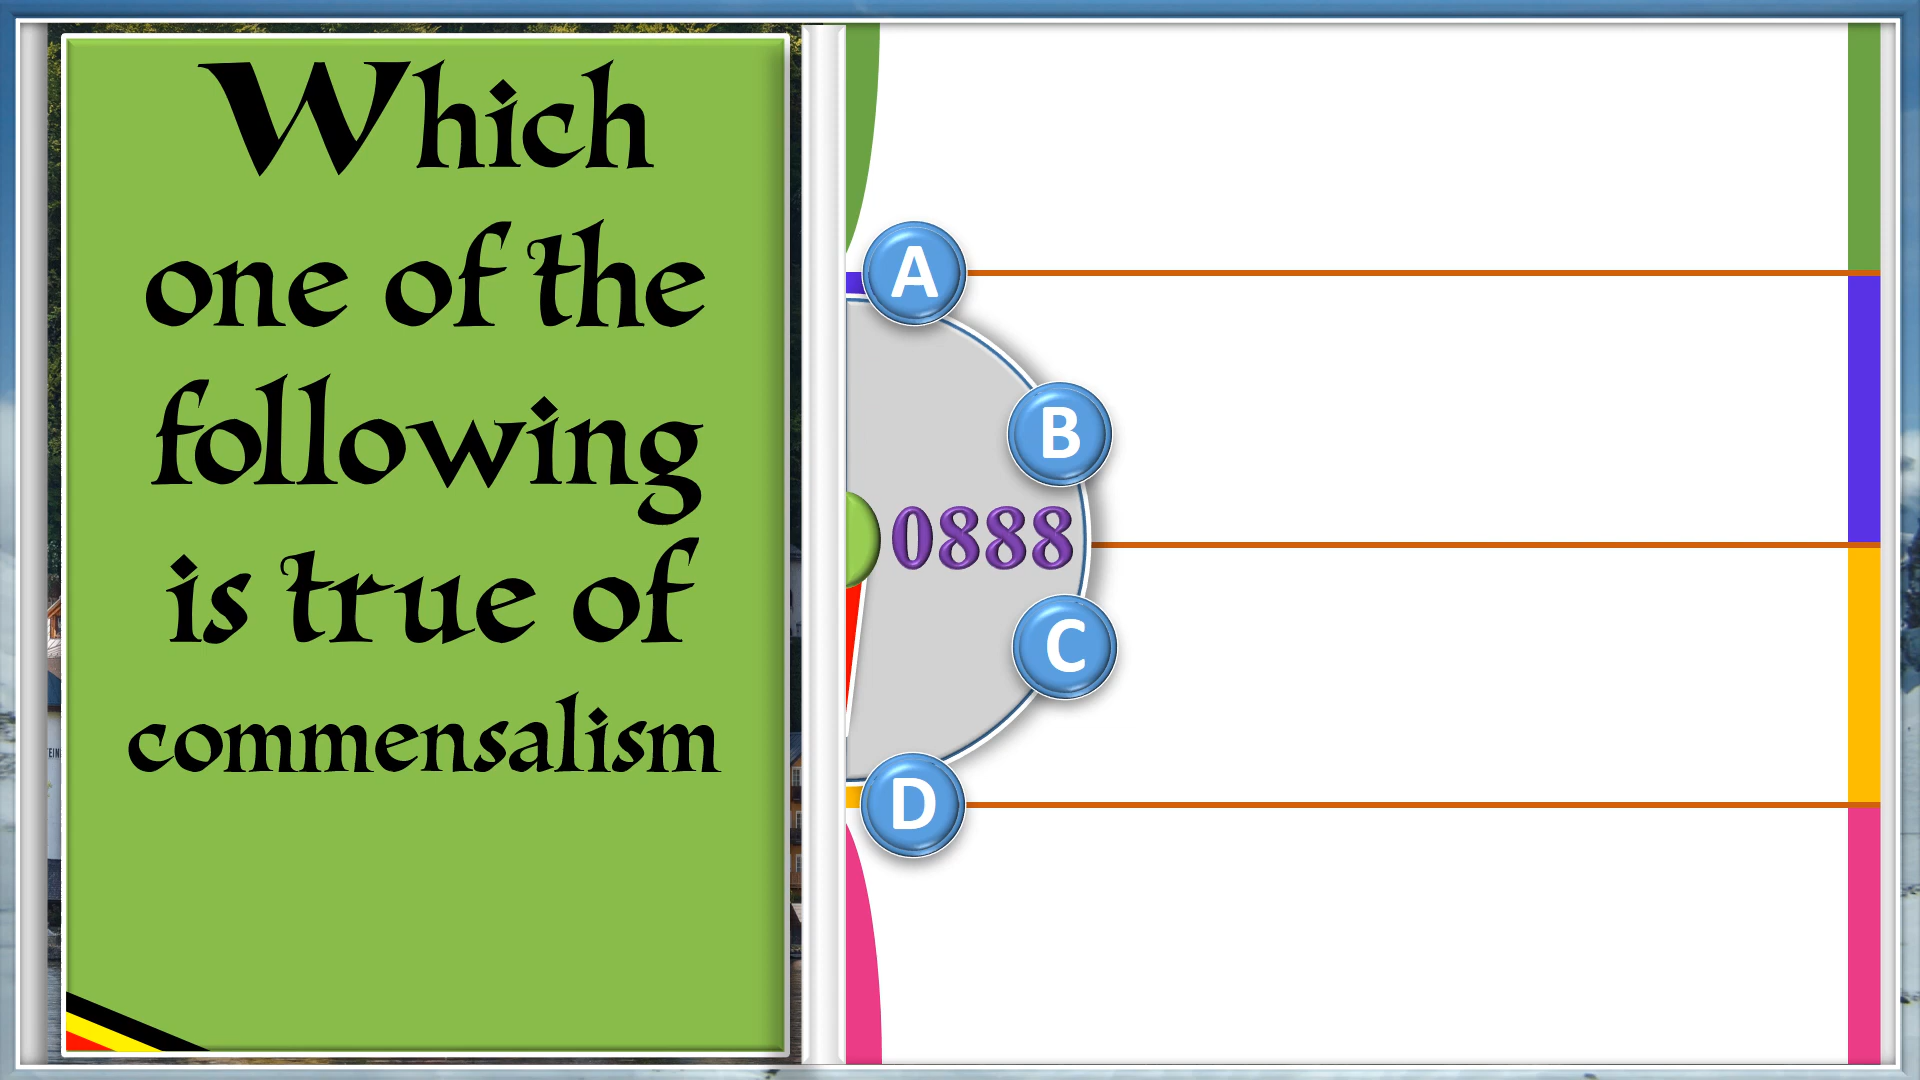 Which
one of the
following
is true of
commensalism
A
B
0888
C
D